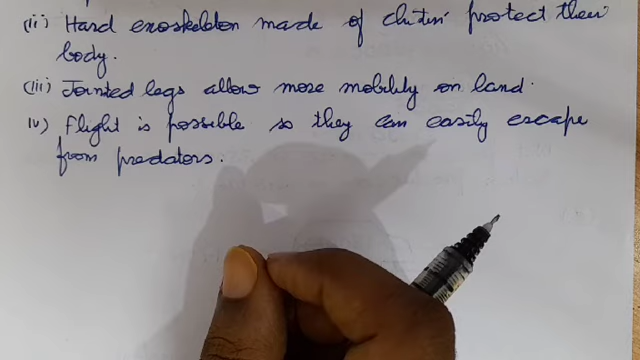 (ii) Hard exoskeleton made of chitin protect their
body.
(iii) Jointed legs allow more mobility on land.
iv) Flight is possible so they can easily escape
from predators.